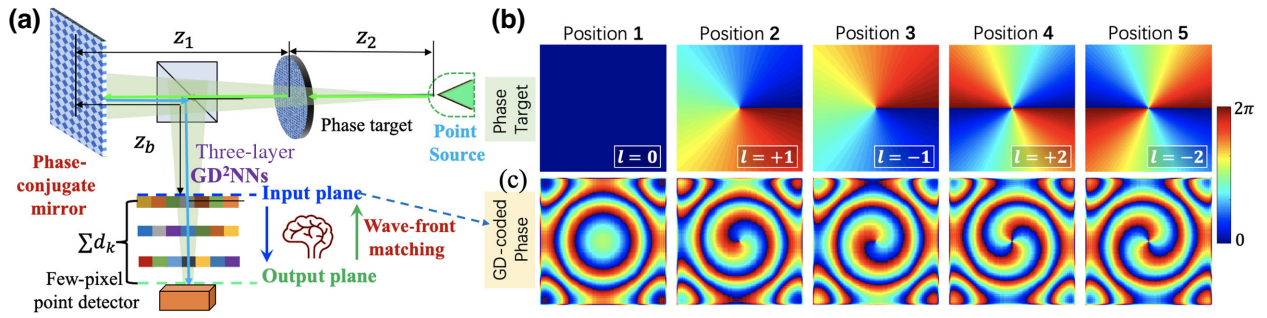 (a)
z₁
z₂
Phase target
Point
Source
z_b
Phase-
conjugate
mirror
Three-layer
GD²NNs
Input plane
Wave-front
matching
∑d_k
Output plane
Few-pixel
point detector
(b)
Position 1
Position 2
Position 3
Position 4
Position 5
Phase
Target
l = 0
l = +1
l = −1
l = +2
l = −2
2π
0
(c)
GD-coded
Phase